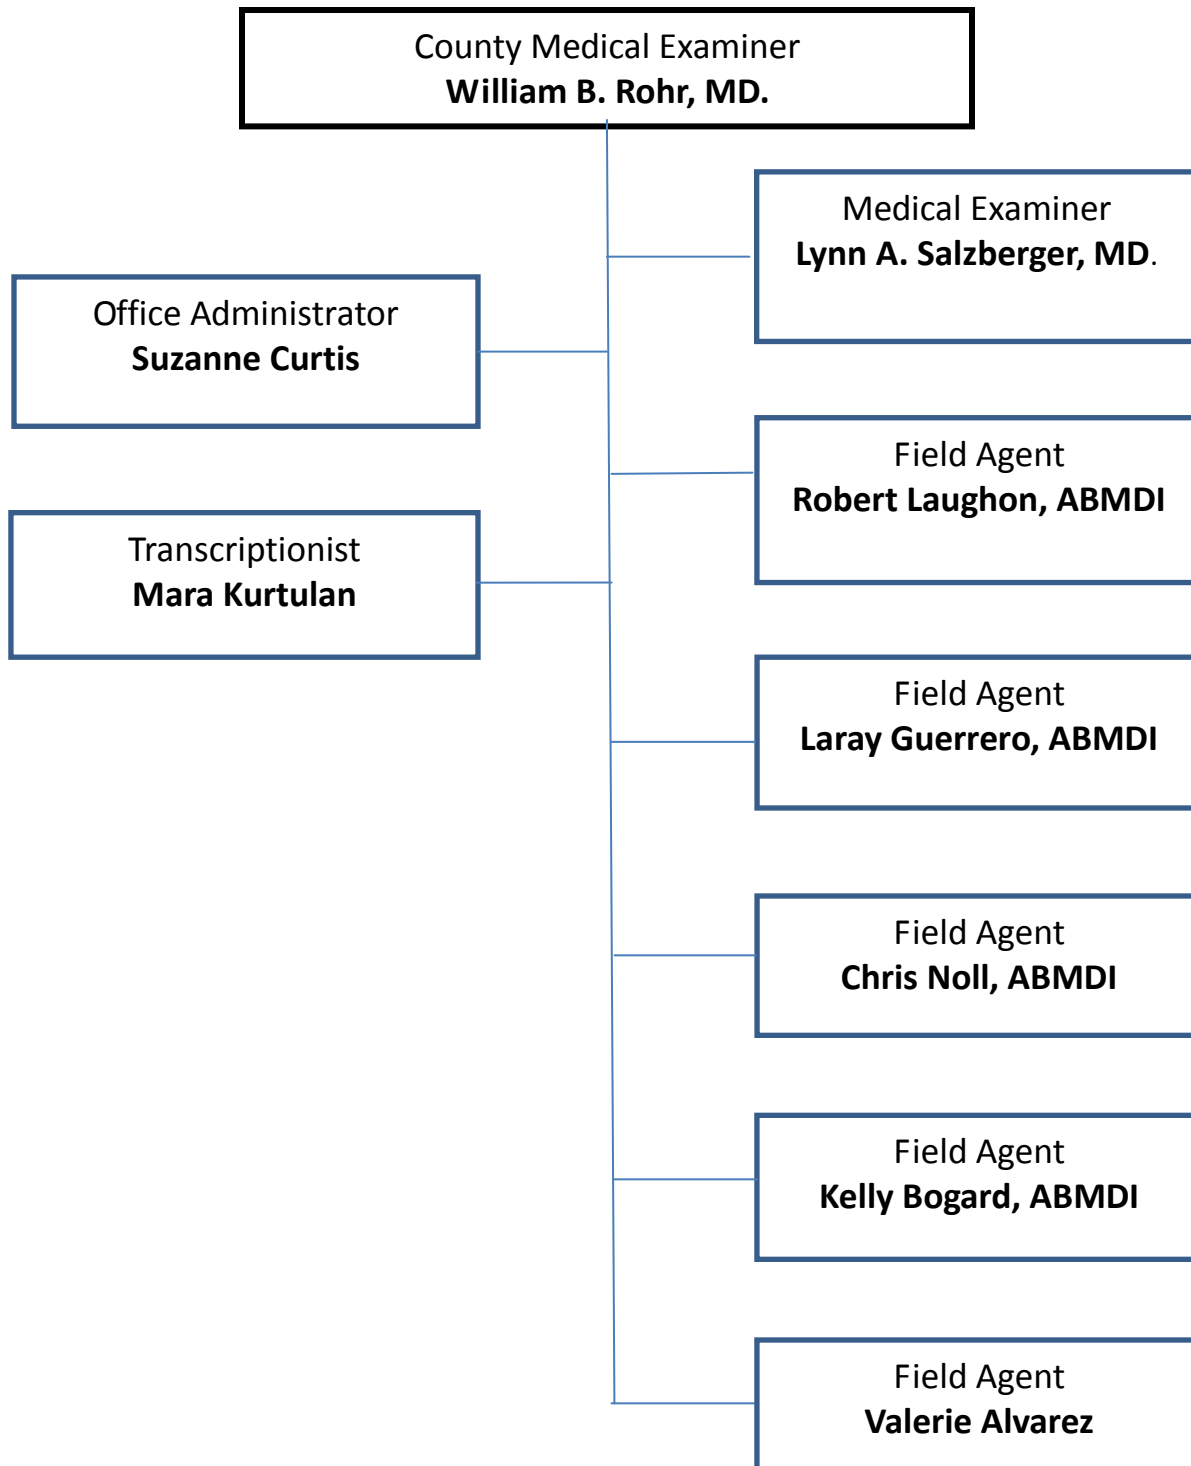 County Medical Examiner
William B. Rohr, MD.
Medical Examiner
Lynn A. Salzberger, MD.
Office Administrator
Suzanne Curtis
Field Agent
Robert Laughon, ABMDI
Transcriptionist
Mara Kurtulan
Field Agent
Laray Guerrero, ABMDI
Field Agent
Chris Noll, ABMDI
Field Agent
Kelly Bogard, ABMDI
Field Agent
Valerie Alvarez